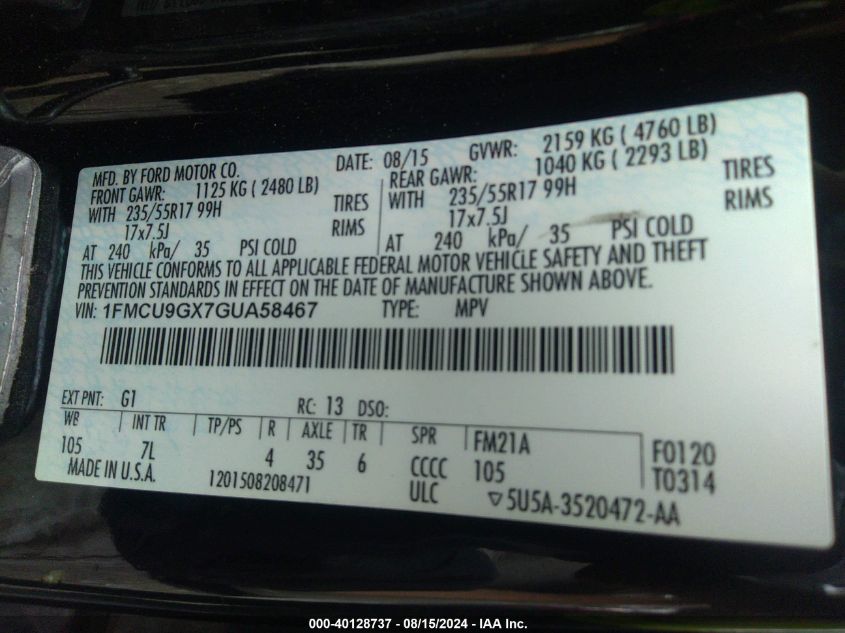 MFD. BY FORD MOTOR CO. DATE: 08/15 GVWR: 2159 KG ( 4760 LB)
FRONT GAWR: 1125 KG ( 2480 LB) REAR GAWR: 1040 KG ( 2293 LB)
WITH 235/55R17 99H TIRES WITH 235/55R17 99H TIRES
17x7.5J RIMS 17x7.5J RIMS
AT 240 kPa/ 35 PSI COLD AT 240 kPa/ 35 PSI COLD
THIS VEHICLE CONFORMS TO ALL APPLICABLE FEDERAL MOTOR VEHICLE SAFETY AND THEFT
PREVENTION STANDARDS IN EFFECT ON THE DATE OF MANUFACTURE SHOWN ABOVE.
VIN: 1FMCU9GX7GUA58467 TYPE: MPV
EXT PNT: G1 RC: 13 DSO:
WB INT TR TP/PS R AXLE TR SPR FM21A F0120
105 7L 4 35 6 CCCC 105 T0314
MADE IN U.S.A. 1201508208471 ULC ▽5U5A-3520472-AA
000-40128737 - 08/15/2024 - IAA Inc.